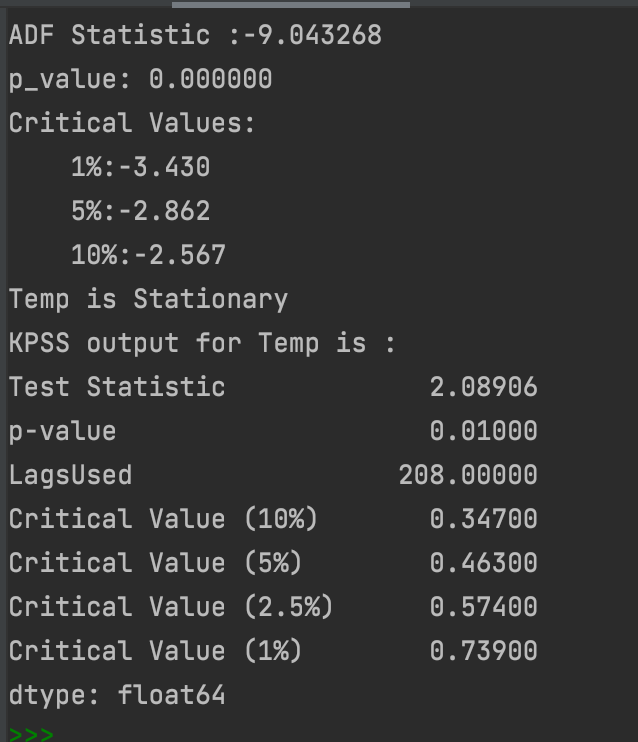 ADF Statistic :-9.043268
p_value: 0.000000
Critical Values:
    1%:-3.430
    5%:-2.862
    10%:-2.567
Temp is Stationary
KPSS output for Temp is :
Test Statistic             2.08906
p-value                    0.01000
LagsUsed                 208.00000
Critical Value (10%)       0.34700
Critical Value (5%)        0.46300
Critical Value (2.5%)      0.57400
Critical Value (1%)        0.73900
dtype: float64
>>>